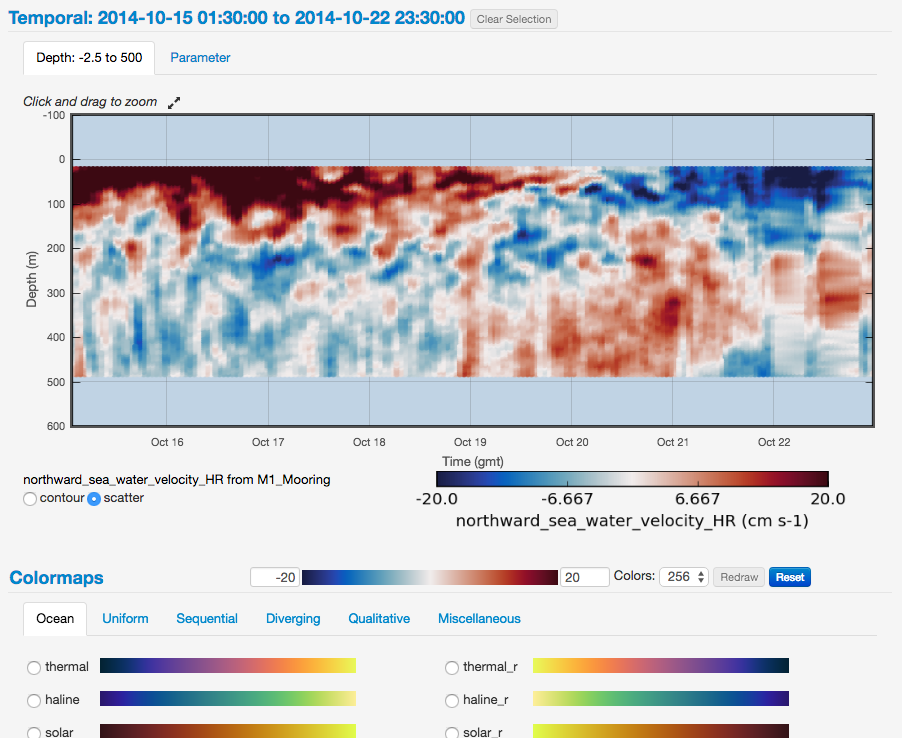 Temporal: 2014-10-15 01:30:00 to 2014-10-22 23:30:00 Clear Selection
Depth: -2.5 to 500 Parameter
Click and drag to zoom
-100
0
100
200
300
400
500
600
Depth (m)
Oct 16 Oct 17 Oct 18 Oct 19 Oct 20 Oct 21 Oct 22
Time (gmt)
northward_sea_water_velocity_HR from M1_Mooring
contour scatter
-20.0 -6.667 6.667 20.0
northward_sea_water_velocity_HR (cm s-1)
Colormaps -20 20 Colors: 256 Redraw Reset
Ocean Uniform Sequential Diverging Qualitative Miscellaneous
thermal thermal_r
haline haline_r
solar solar_r